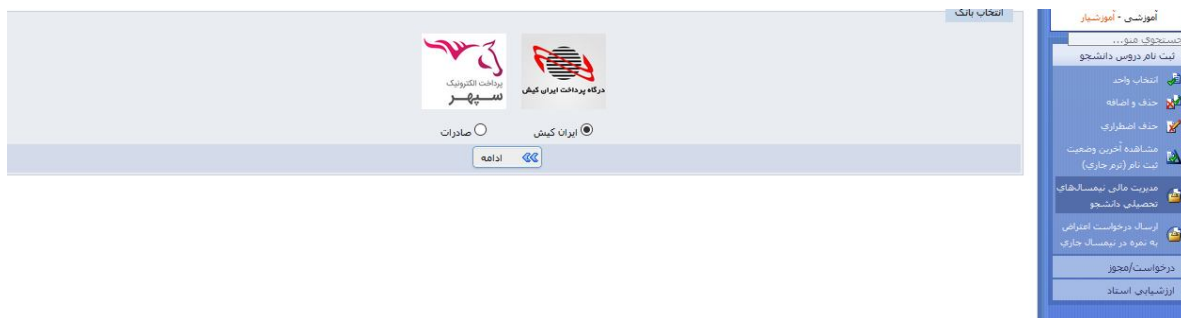 آموزشی - آموزشیار
جستجوی منو...
ثبت نام دروس دانشجو
انتخاب واحد
حذف و اضافه
حذف اضطراری
مشاهده آخرین وضعیت
ثبت نام (ترم جاری)
مدیریت مالی نیمسالهای
تحصیلی دانشجو
ارسال درخواست اعتراض
به نمره در نیمسال جاری
درخواست/مجوز
ارزشیابی استاد
انتخاب بانک
درگاه پرداخت ایران کیش
پرداخت الکترونیک
سپهر
ایران کیش
صادرات
ادامه